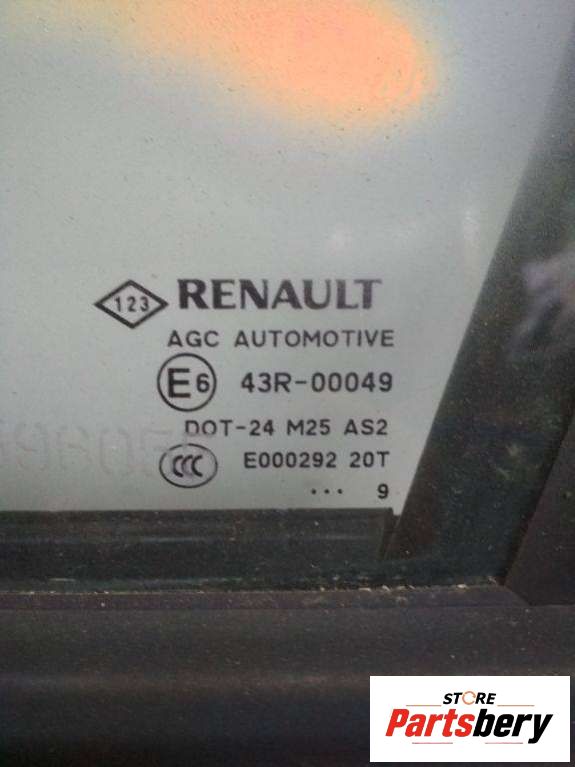 123 RENAULT
AGC AUTOMOTIVE
E6 43R-00049
DOT-24 M25 AS2
CCC E000292 20T
... 9
STORE
Partsbery